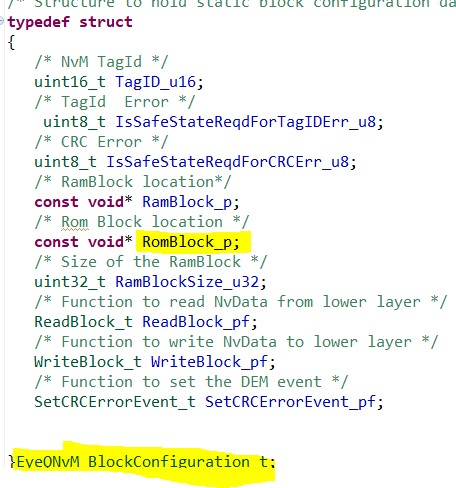 /* Structure to hold static block configuration da
typedef struct
{
/* NvM TagId */
uint16_t TagID_u16;
/* TagId  Error */
uint8_t IsSafeStateReqdForTagIDErr_u8;
/* CRC Error */
uint8_t IsSafeStateReqdForCRCErr_u8;
/* RamBlock location*/
const void* RamBlock_p;
/* Rom Block location */
const void* RomBlock_p;
/* Size of the RamBlock */
uint32_t RamBlockSize_u32;
/* Function to read NvData from lower layer */
ReadBlock_t ReadBlock_pf;
/* Function to write NvData to lower layer */
WriteBlock_t WriteBlock_pf;
/* Function to set the DEM event */
SetCRCErrorEvent_t SetCRCErrorEvent_pf;
}EyeQNvM_BlockConfiguration_t;